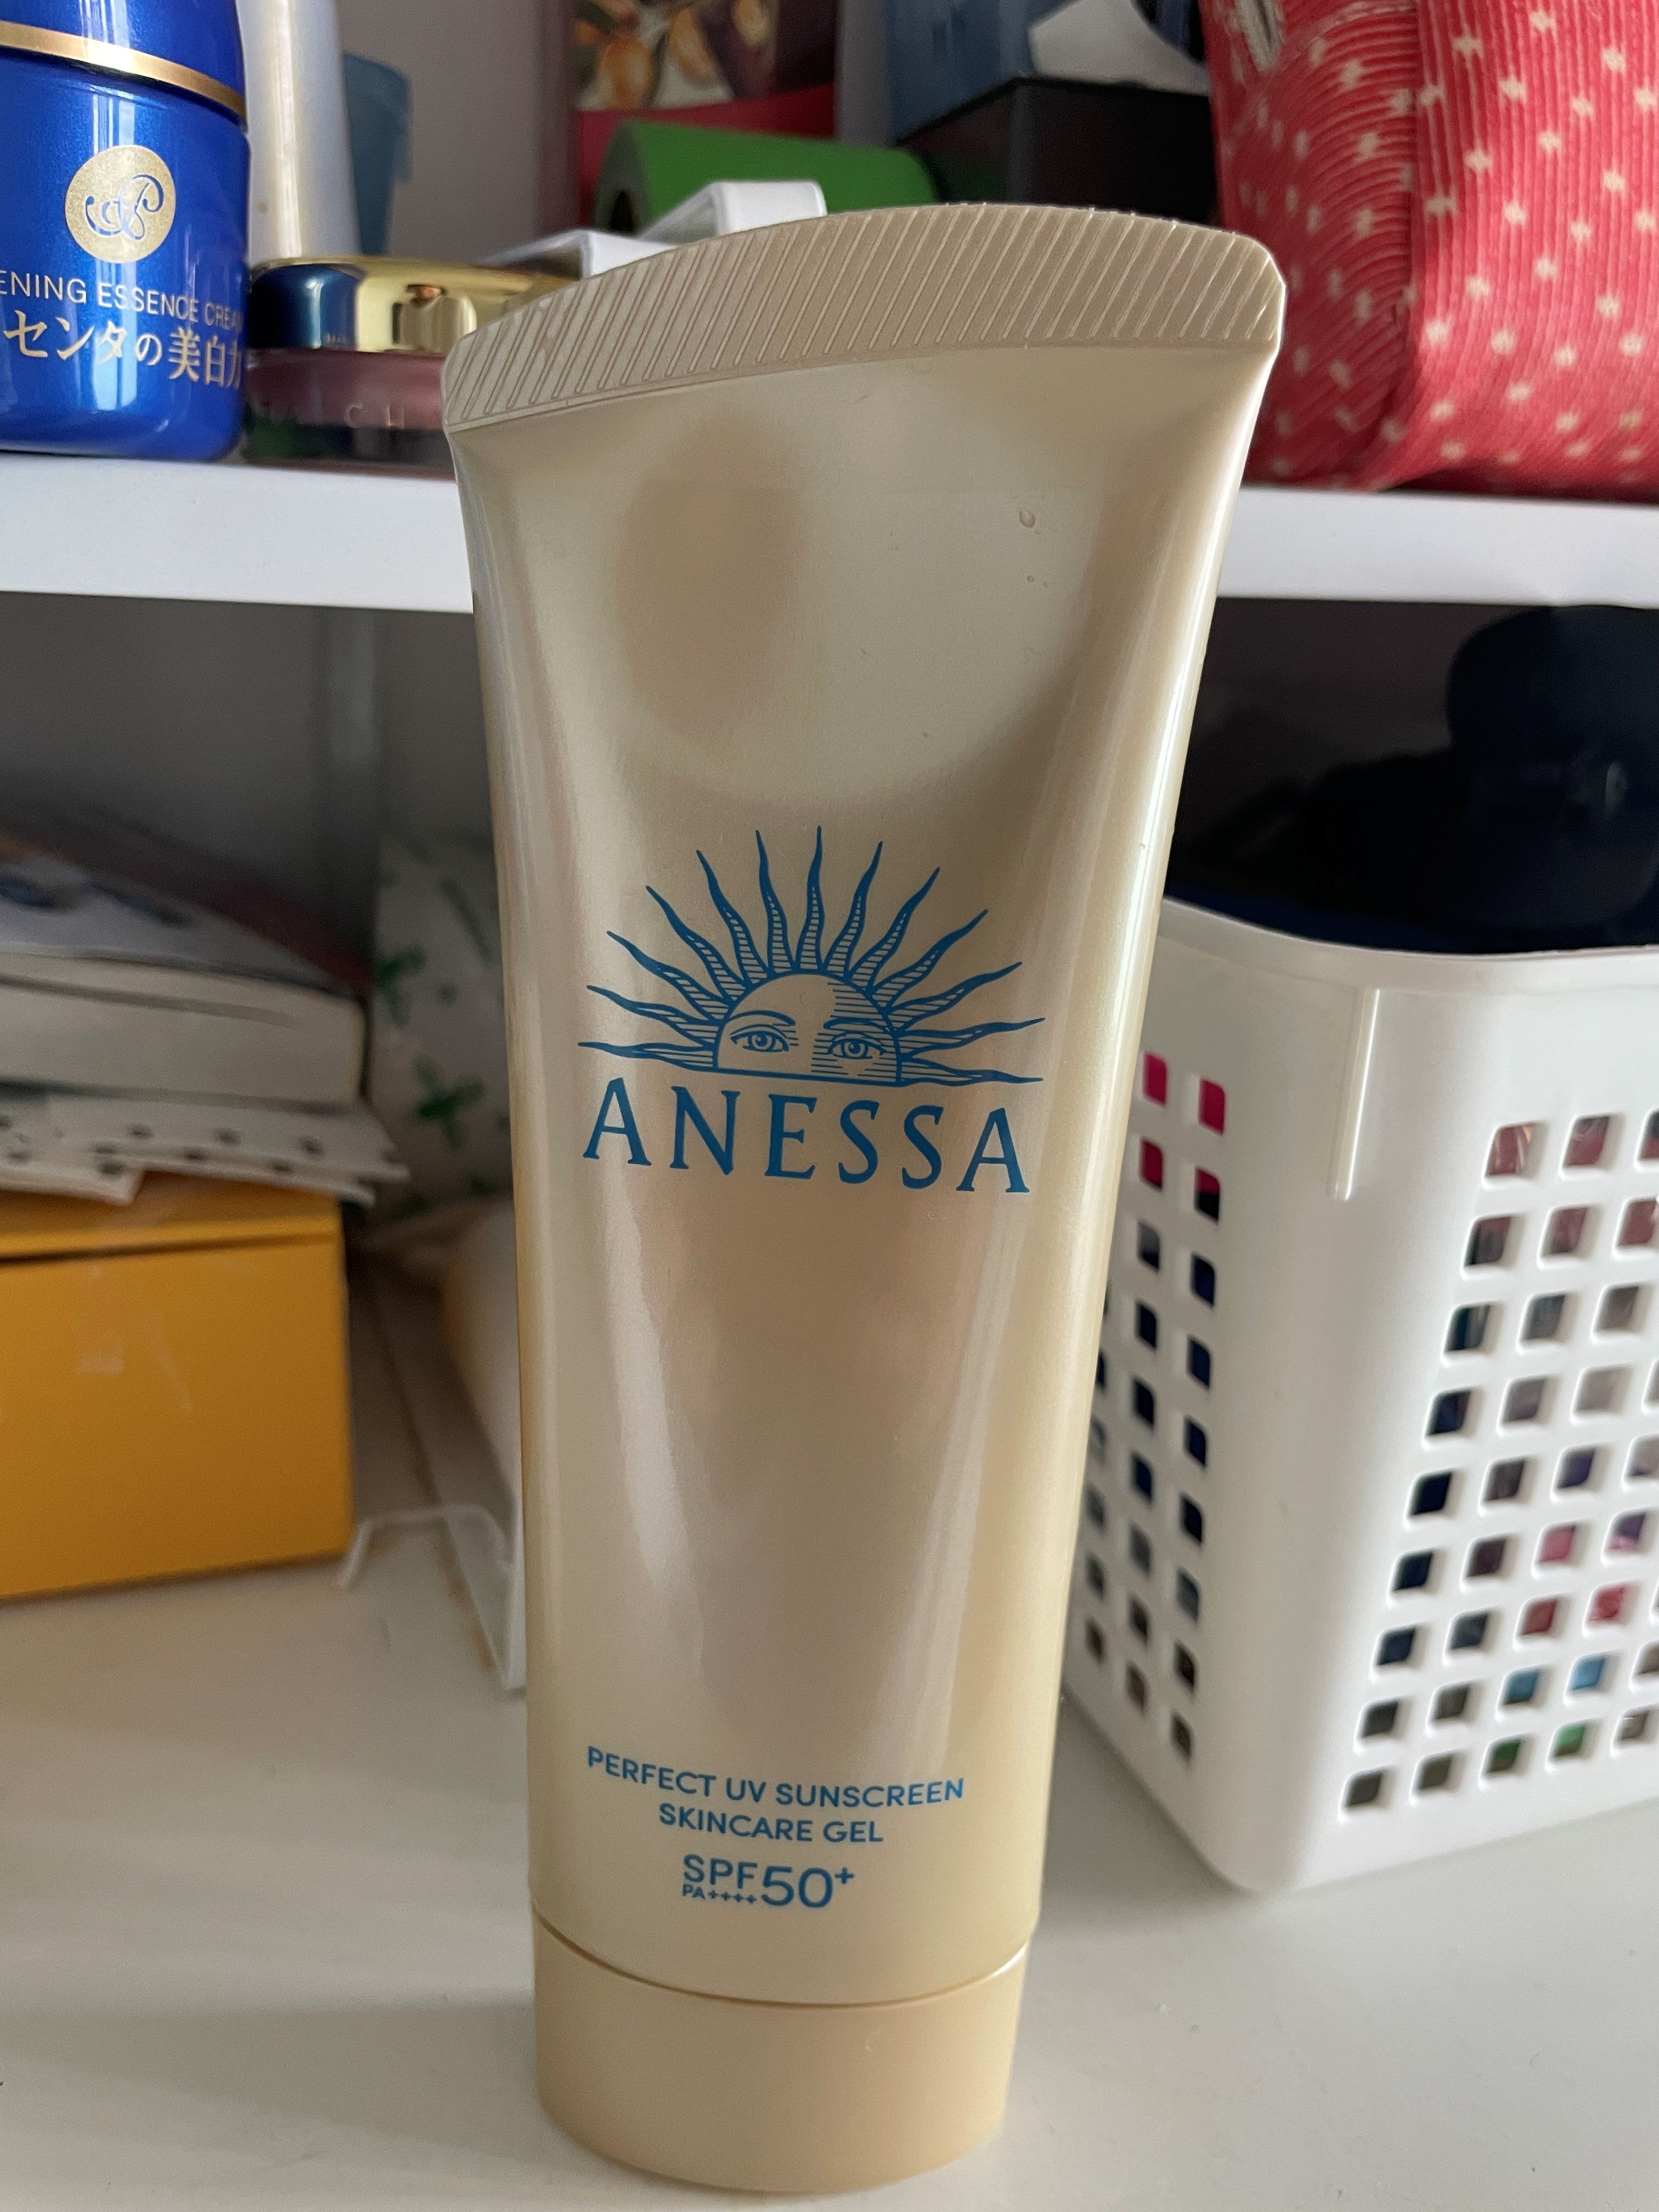 ENING ESSENCE CREA
センタの美白力
ANESSA
PERFECT UV SUNSCREEN
SKINCARE GEL
SPF50+
PA++++